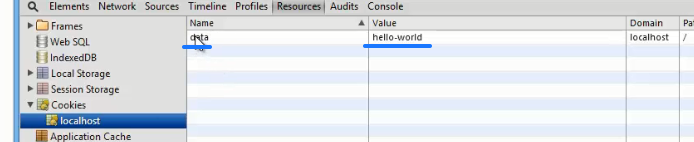 Elements Network Sources Timeline Profiles Resources Audits Console
Frames
Web SQL
IndexedDB
Local Storage
Session Storage
Cookies
localhost
Application Cache
Name Value Domain
data hello-world localhost /